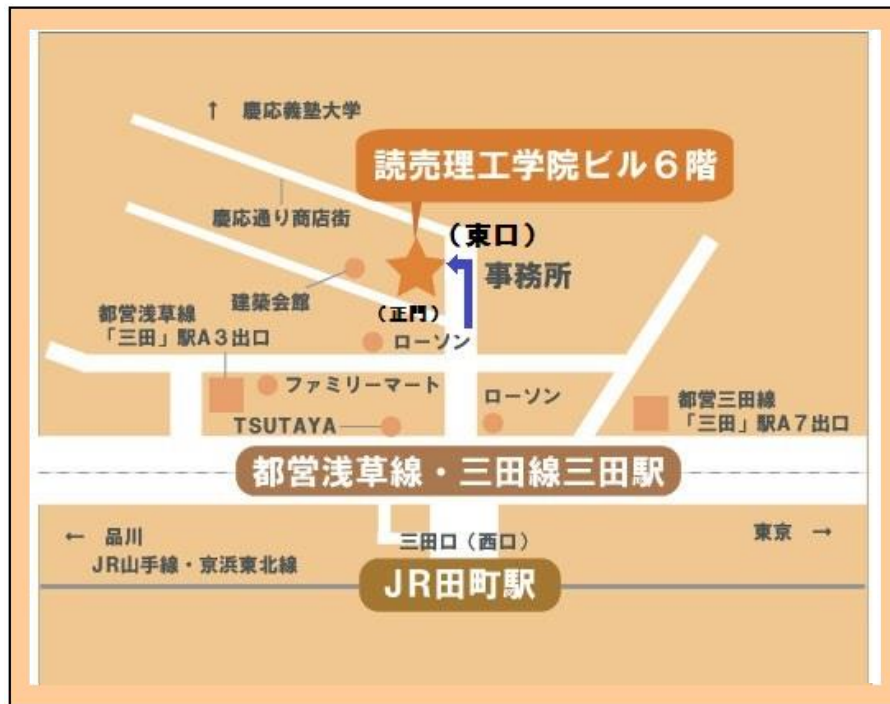 ↑ 慶応義塾大学
読売理工学院ビル６階
慶応通り商店街
（東口）
事務所
建築会館
（正門）
都営浅草線
「三田」駅A３出口
ローソン
ファミリーマート
ローソン
都営三田線
「三田」駅A７出口
TSUTAYA
都営浅草線・三田線三田駅
← 品川
JR山手線・京浜東北線
三田口（西口）
東京 →
JR田町駅